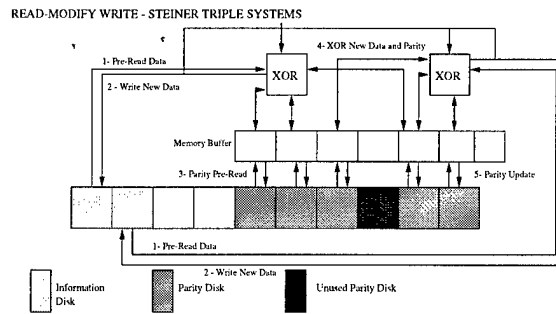 READ-MODIFY WRITE - STEINER TRIPLE SYSTEMS
4- XOR New Data and Parity
1- Pre-Read Data
XOR
XOR
2 - Write New Data
Memory Buffer
3- Parity Pre-Read
5- Parity Update
1- Pre-Read Data
2 - Write New Data
Information
Disk
Parity Disk
Unused Parity Disk